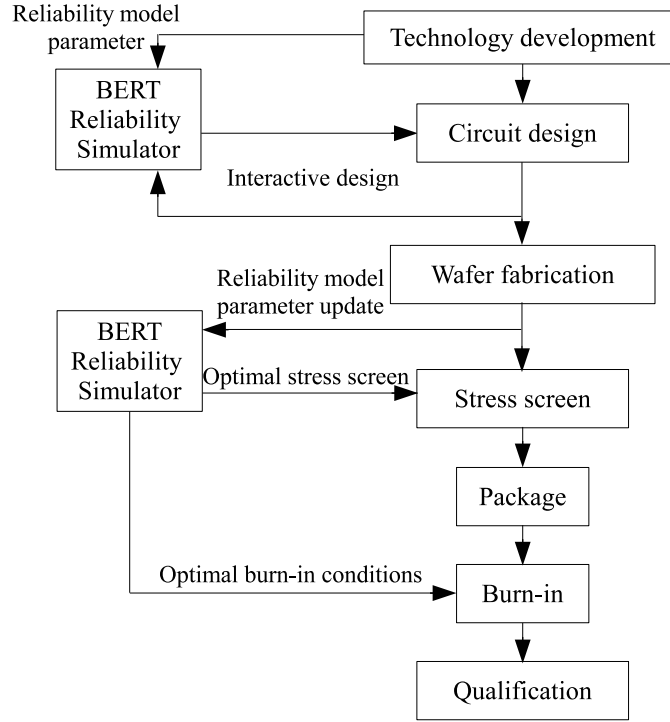 Reliability model
parameter
Technology development
BERT
Reliability
Simulator
Circuit design
Interactive design
Wafer fabrication
Reliability model
parameter update
BERT
Reliability
Simulator
Optimal stress screen
Stress screen
Package
Optimal burn-in conditions
Burn-in
Qualification